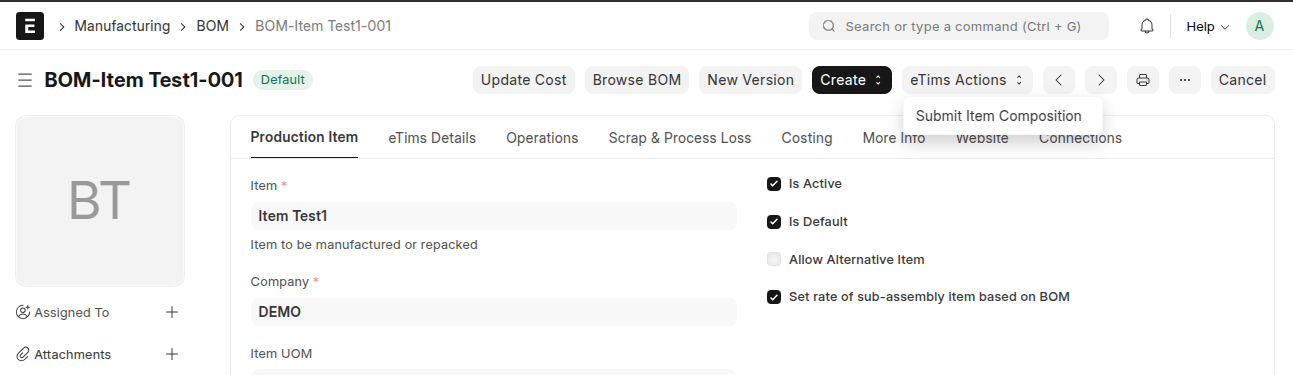 E Manufacturing BOM BOM-Item Test1-001 Search or type a command (Ctrl + G) Help A
BOM-Item Test1-001 Default Update Cost Browse BOM New Version Create eTims Actions ... Cancel
Submit Item Composition
Production Item eTims Details Operations Scrap & Process Loss Costing More Info Website Connections
BT
Item *
Item Test1
Item to be manufactured or repacked
Company *
DEMO
Item UOM
Is Active
Is Default
Allow Alternative Item
Set rate of sub-assembly item based on BOM
Assigned To +
Attachments +